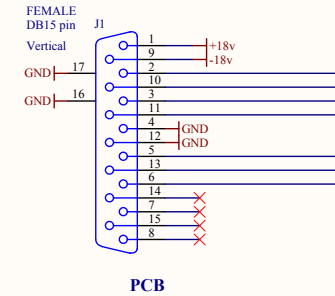 FEMALE
DB15 pin
Vertical
J1
1
+18v
9
-18v
GND 17
2
10
GND 16
3
11
4
GND
12
GND
5
13
6
14
7
15
8
PCB